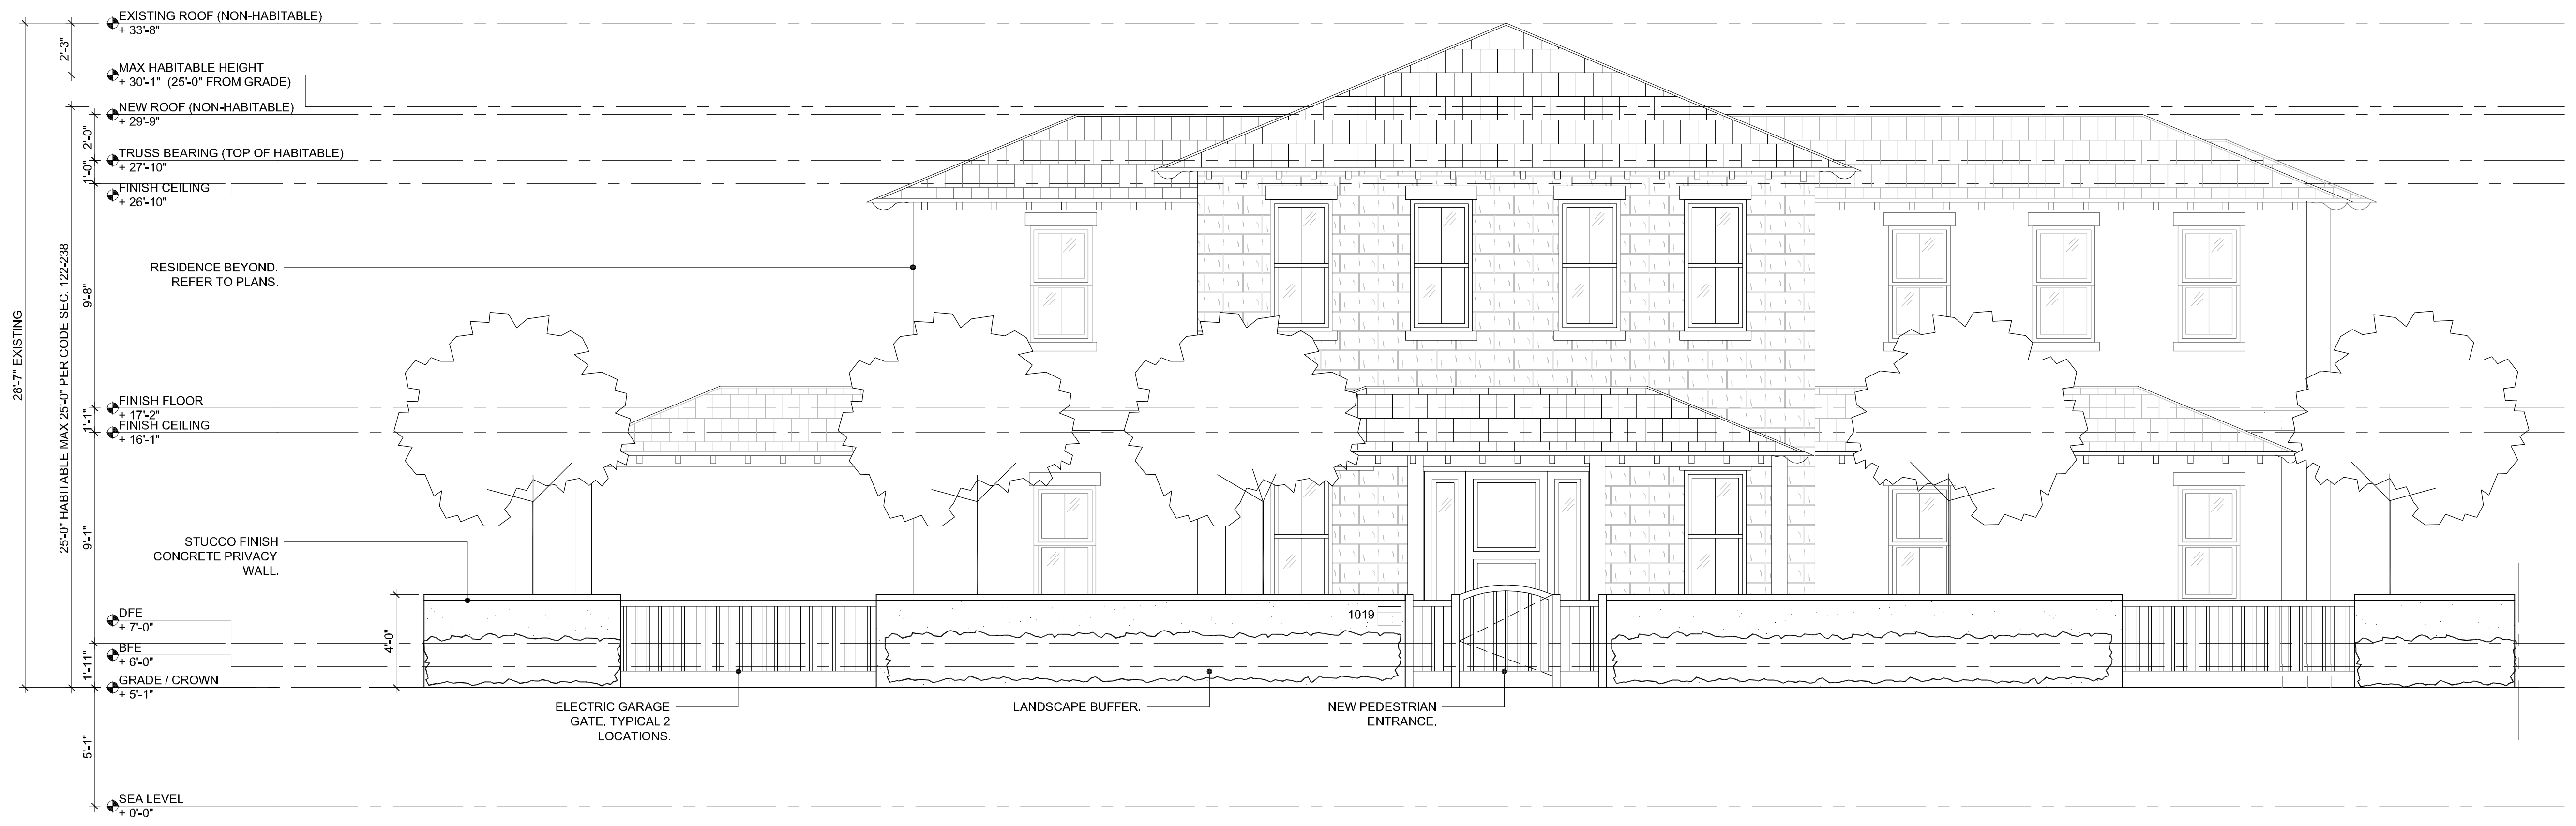 EXISTING ROOF (NON-HABITABLE)
+ 33'-8"
2'-3"
MAX HABITABLE HEIGHT
+ 30'-1" (25'-0" FROM GRADE)
NEW ROOF (NON-HABITABLE)
+ 29'-9"
2'-0"
TRUSS BEARING (TOP OF HABITABLE)
+ 27'-10"
1'-0"
FINISH CEILING
+ 26'-10"
RESIDENCE BEYOND.
REFER TO PLANS.
9'-8"
28'-7" EXISTING
25'-0" HABITABLE MAX 25'-0" PER CODE SEC. 122-238
FINISH FLOOR
+ 17'-2"
1'-1"
FINISH CEILING
+ 16'-1"
9'-1"
STUCCO FINISH
CONCRETE PRIVACY
WALL.
DFE
+ 7'-0"
BFE
+ 6'-0"
1'-11"
GRADE / CROWN
+ 5'-1"
4'-0"
1019
ELECTRIC GARAGE
GATE. TYPICAL 2
LOCATIONS.
LANDSCAPE BUFFER.
NEW PEDESTRIAN
ENTRANCE.
5'-1"
SEA LEVEL
+ 0'-0"